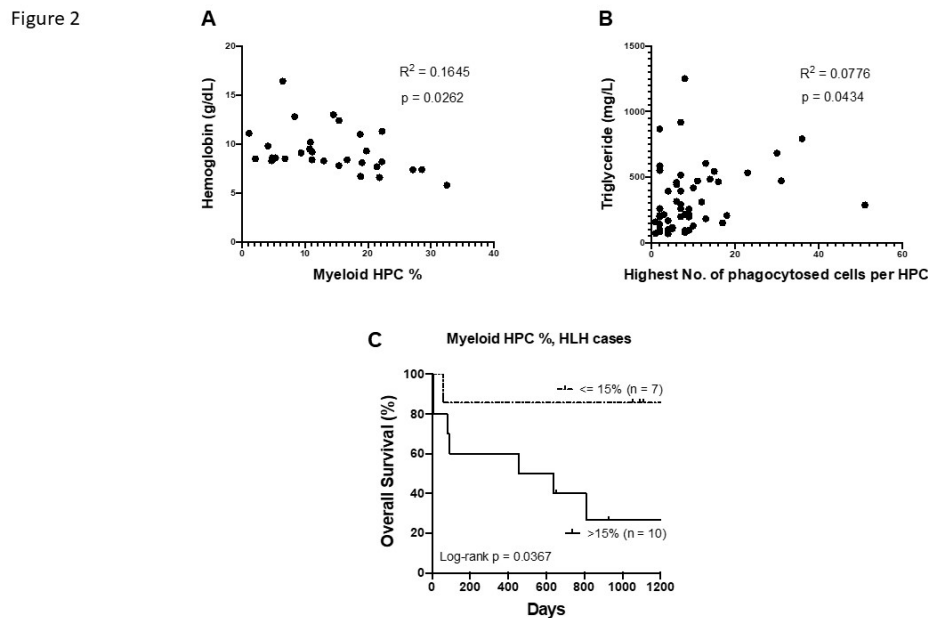 Figure 2
A
20
15
10
5
0
0
10
20
30
40
Hemoglobin (g/dL)
Myeloid HPC %
R² = 0.1645
p = 0.0262
B
1500
1000
500
0
0
20
40
60
Triglyceride (mg/L)
Highest No. of phagocytosed cells per HPC
R² = 0.0776
p = 0.0434
C
Myeloid HPC %, HLH cases
100
80
60
40
20
0
0
200
400
600
800
1000
1200
Overall Survival (%)
Days
<= 15% (n = 7)
>15% (n = 10)
Log-rank p = 0.0367